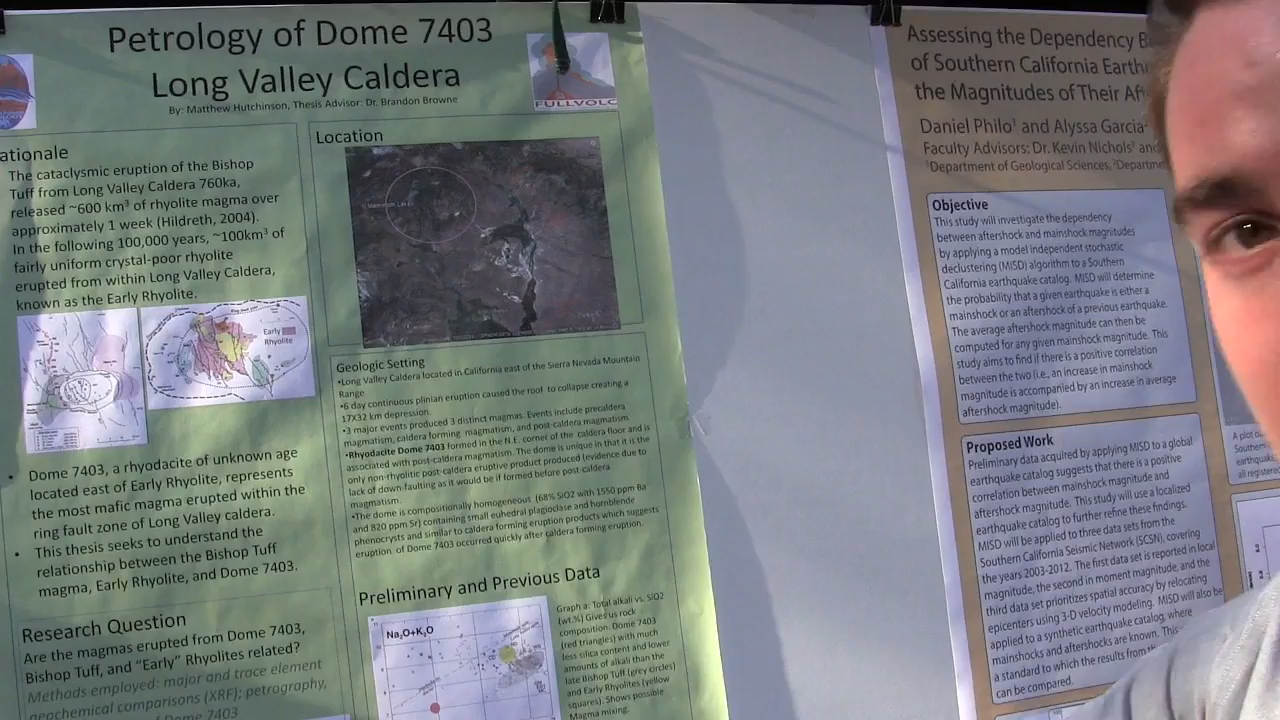 Petrology of Dome 7403
Long Valley Caldera
By: Matthew Hutchinson, Thesis Advisor: Dr. Brandon Browne
FULLVOLC
ationale
The cataclysmic eruption of the Bishop
Tuff from Long Valley Caldera 760ka,
released ~600 km³ of rhyolite magma over
approximately 1 week (Hildreth, 2004).
In the following 100,000 years, ~100km³ of
fairly uniform crystal-poor rhyolite
erupted from within Long Valley Caldera,
known as the Early Rhyolite.
Early
Rhyolite
• Dome 7403, a rhyodacite of unknown age
located east of Early Rhyolite, represents
the most mafic magma erupted within the
ring fault zone of Long Valley caldera.
• This thesis seeks to understand the
relationship between the Bishop Tuff
magma, Early Rhyolite, and Dome 7403.
Research Question
Are the magmas erupted from Dome 7403,
Bishop Tuff, and “Early” Rhyolites related?
Methods employed: major and trace element
geochemical comparisons (XRF); petrography,
of Dome 7403
Location
Mammoth Lakes
Geologic Setting
•Long Valley Caldera located in California east of the Sierra Nevada Mountain
Range
•6 day continuous plinian eruption caused the roof to collapse creating a
17X32 km depression.
•3 major events produced 3 distinct magmas. Events include precaldera
magmatism, caldera forming magmatism, and post-caldera magmatism.
•Rhyodacite Dome 7403 formed in the N.E. corner of the caldera floor and is
associated with post-caldera magmatism. The dome is unique in that it is the
only non-rhyolitic post-caldera eruptive product produced (evidence due to
lack of down-faulting as it would be if formed before post-caldera
magmatism.
•The dome is compositionally homogeneous (68% SiO2 with 1550 ppm Ba
and 820 ppm Sr) containing small euhedral plagioclase and hornblende
phenocrysts and similar to caldera forming eruption products which suggests
eruption of Dome 7403 occurred quickly after caldera forming eruption.
Preliminary and Previous Data
Na₂O+K₂O
Graph a: Total alkali vs. SiO2
(wt.%) Gives us rock
composition. Dome 7403
(red triangles) with much
less silica content and lower
amounts of alkali than the
late Bishop Tuff (grey circles)
and Early Rhyolites (yellow
squares). Shows possible
Magma mixing.
Assessing the Dependency B
of Southern California Earth
the Magnitudes of Their Af
Daniel Philo¹ and Alyssa Garcia
Faculty Advisors: Dr. Kevin Nichols² and
¹Department of Geological Sciences, ²Departme
Objective
This study will investigate the dependency
between aftershock and mainshock magnitudes
by applying a model independent stochastic
declustering (MISD) algorithm to a Southern
California earthquake catalog. MISD will determine
the probability that a given earthquake is either a
mainshock or an aftershock of a previous earthquake.
The average aftershock magnitude can then be
computed for any given mainshock magnitude. This
study aims to find if there is a positive correlation
between the two (i.e., an increase in mainshock
magnitude is accompanied by an increase in average
aftershock magnitude).
Proposed Work
Preliminary data acquired by applying MISD to a global
earthquake catalog suggests that there is a positive
correlation between mainshock magnitude and
aftershock magnitude. This study will use a localized
earthquake catalog to further refine these findings.
MISD will be applied to three data sets from the
Southern California Seismic Network (SCSN), covering
the years 2003-2012. The first data set is reported in local
magnitude, the second in moment magnitude, and the
third data set prioritizes spatial accuracy by relocating
epicenters using 3-D velocity modeling. MISD will also be
applied to a synthetic earthquake catalog, where
mainshocks and aftershocks are known. This
a standard to which the results from th
can be compared.
A plot o
Southern
earthquak
all registere